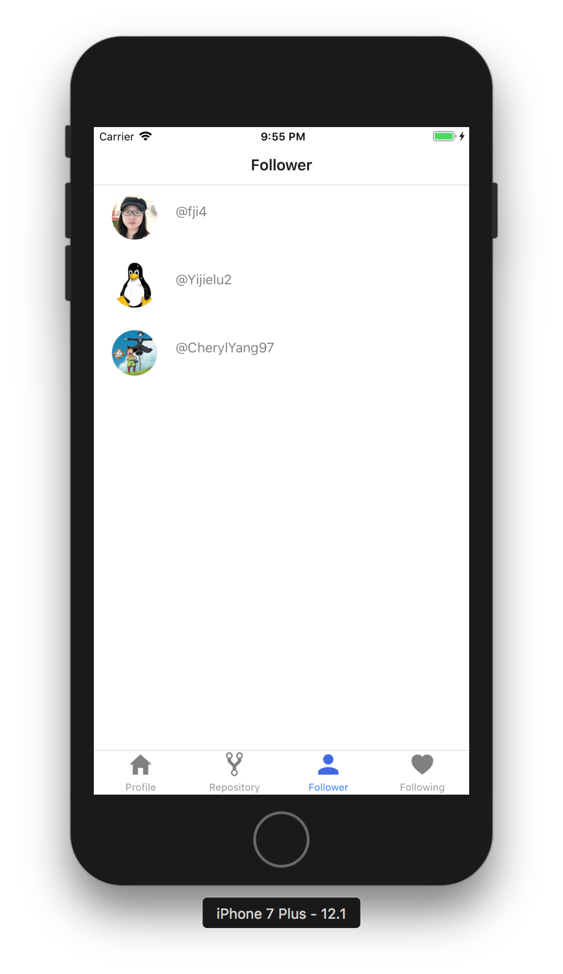 Carrier 9:55 PM
Follower
@fji4
@Yijielu2
@CherylYang97
Profile Repository Follower Following
iPhone 7 Plus - 12.1